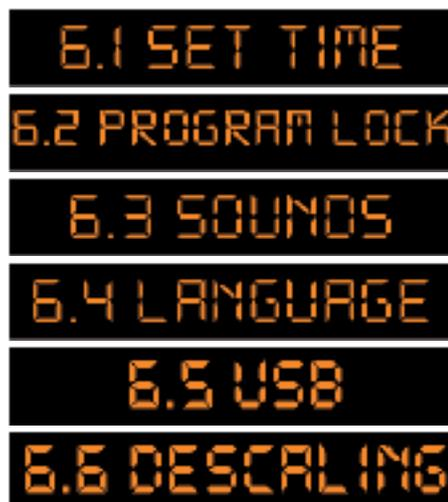 6.1 SET TIME
6.2 PROGRAM LOCK
6.3 SOUNDS
6.4 LANGUAGE
6.5 USB
6.6 DESCALING